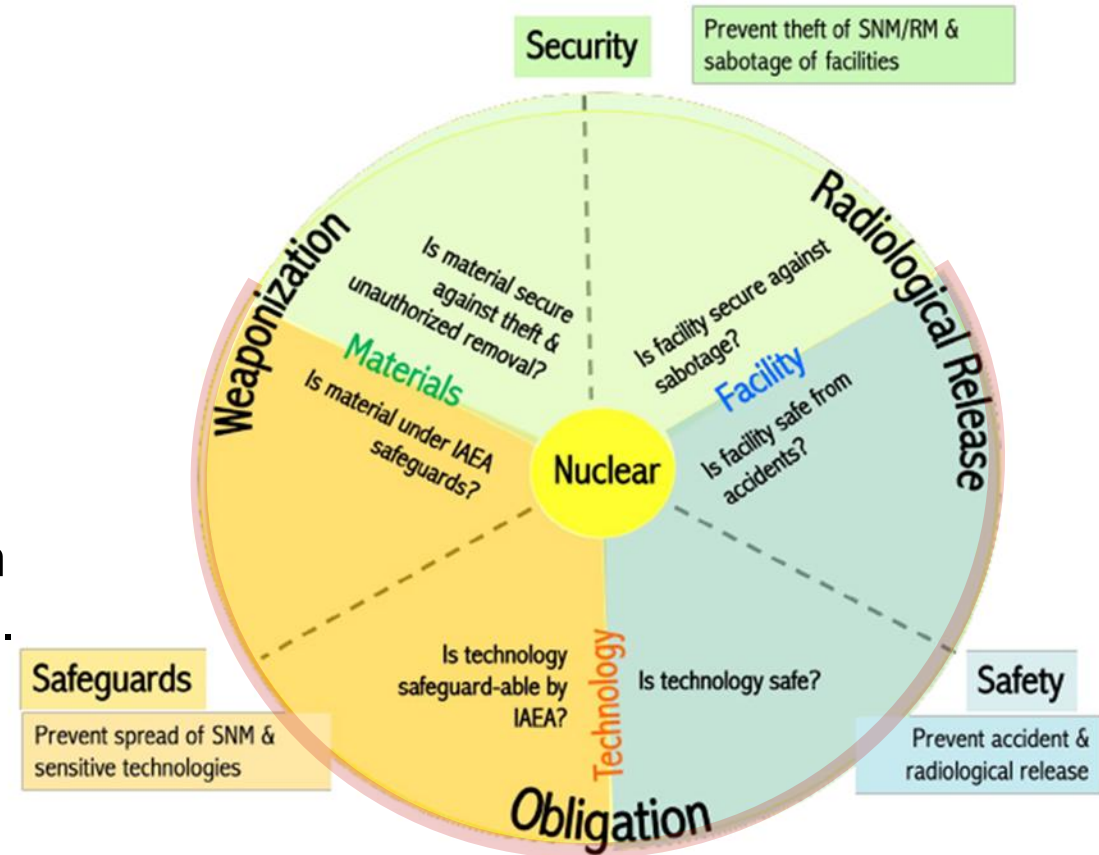 Security
Prevent theft of SNM/RM &
sabotage of facilities
Weaponization
Radiological Release
Is material secure
against theft &
unauthorized removal?
Is facility secure against
sabotage?
Materials
Facility
Is material under IAEA
safeguards?
Is facility safe from
accidents?
Nuclear
Is technology
safeguard-able by
IAEA?
Technology
Is technology safe?
Safeguards
Prevent spread of SNM &
sensitive technologies
Safety
Prevent accident &
radiological release
Obligation